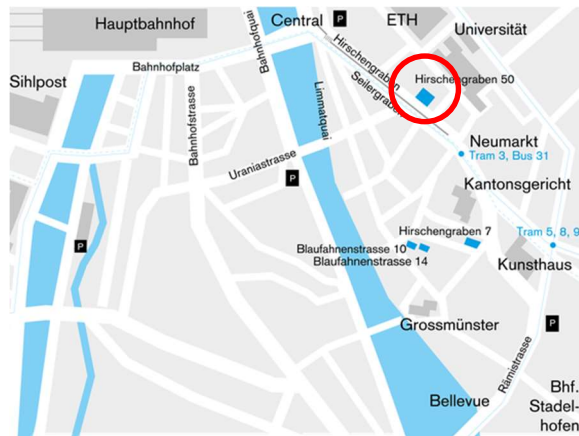 Hauptbahnhof
Central
P
ETH
Universität
Bahnhofquai
Hirschengraben
Seilergraben
Hirschengraben 50
Sihlpost
Bahnhofplatz
Limmatquai
Bahnhofstrasse
Neumarkt
Tram 3, Bus 31
Uraniastrasse
P
Kantonsgericht
Hirschengraben 7
Tram 5, 8, 9
P
Blaufahnenstrasse 10
Blaufahnenstrasse 14
Kunsthaus
Grossmünster
P
Rämistrasse
Bellevue
Bhf.
Stadel-
hofen